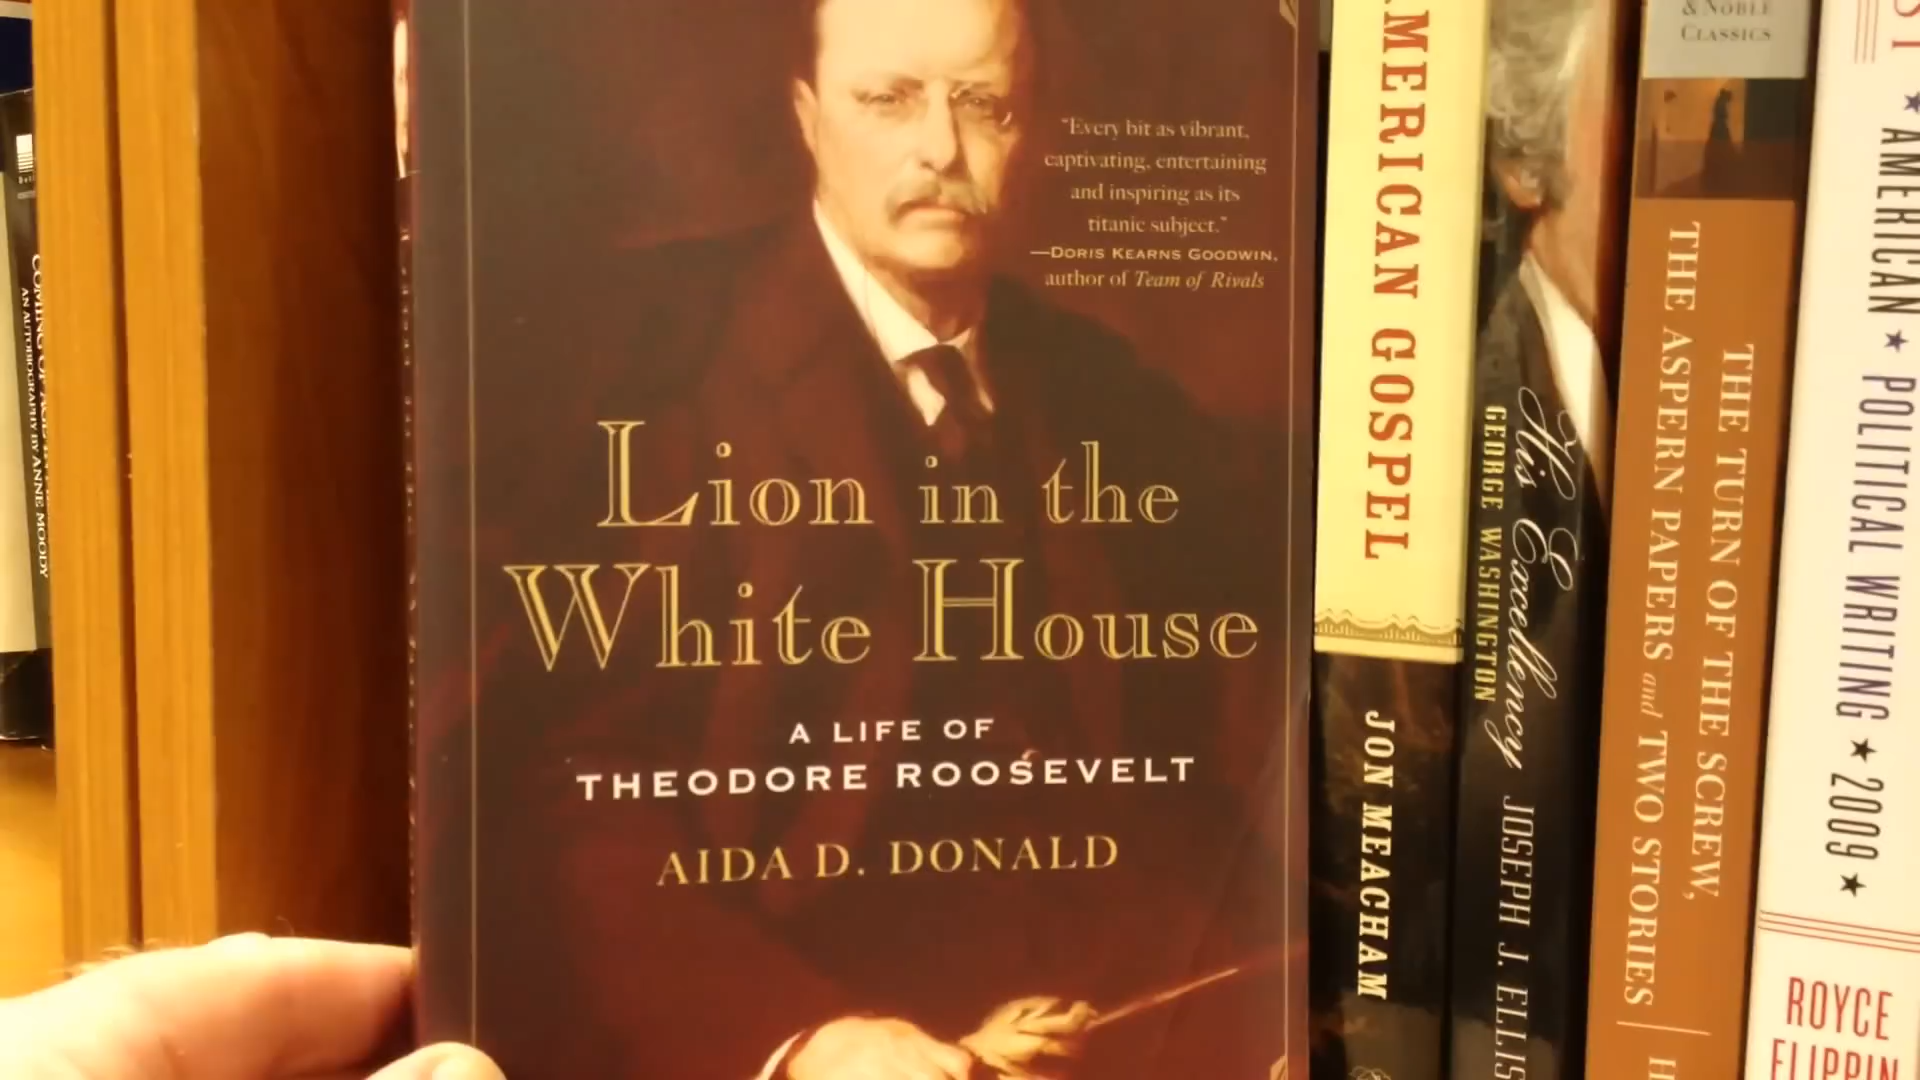 "Every bit as vibrant,
captivating, entertaining
and inspiring as its
titanic subject."
—DORIS KEARNS GOODWIN,
author of Team of Rivals
Lion in the
White House
A LIFE OF
THEODORE ROOSEVELT
AIDA D. DONALD
AMERICAN GOSPEL
JON MEACHAM
His Excellency
GEORGE WASHINGTON
JOSEPH J. ELLIS
& NOBLE
CLASSICS
THE TURN OF THE SCREW,
THE ASPERN PAPERS and TWO STORIES
H
ST ★ AMERICAN ★ POLITICAL WRITING ★ 2009 ★
ROYCE
FLIPPIN
AN AUTOBIOGRAPHY BY ANNE MOODY